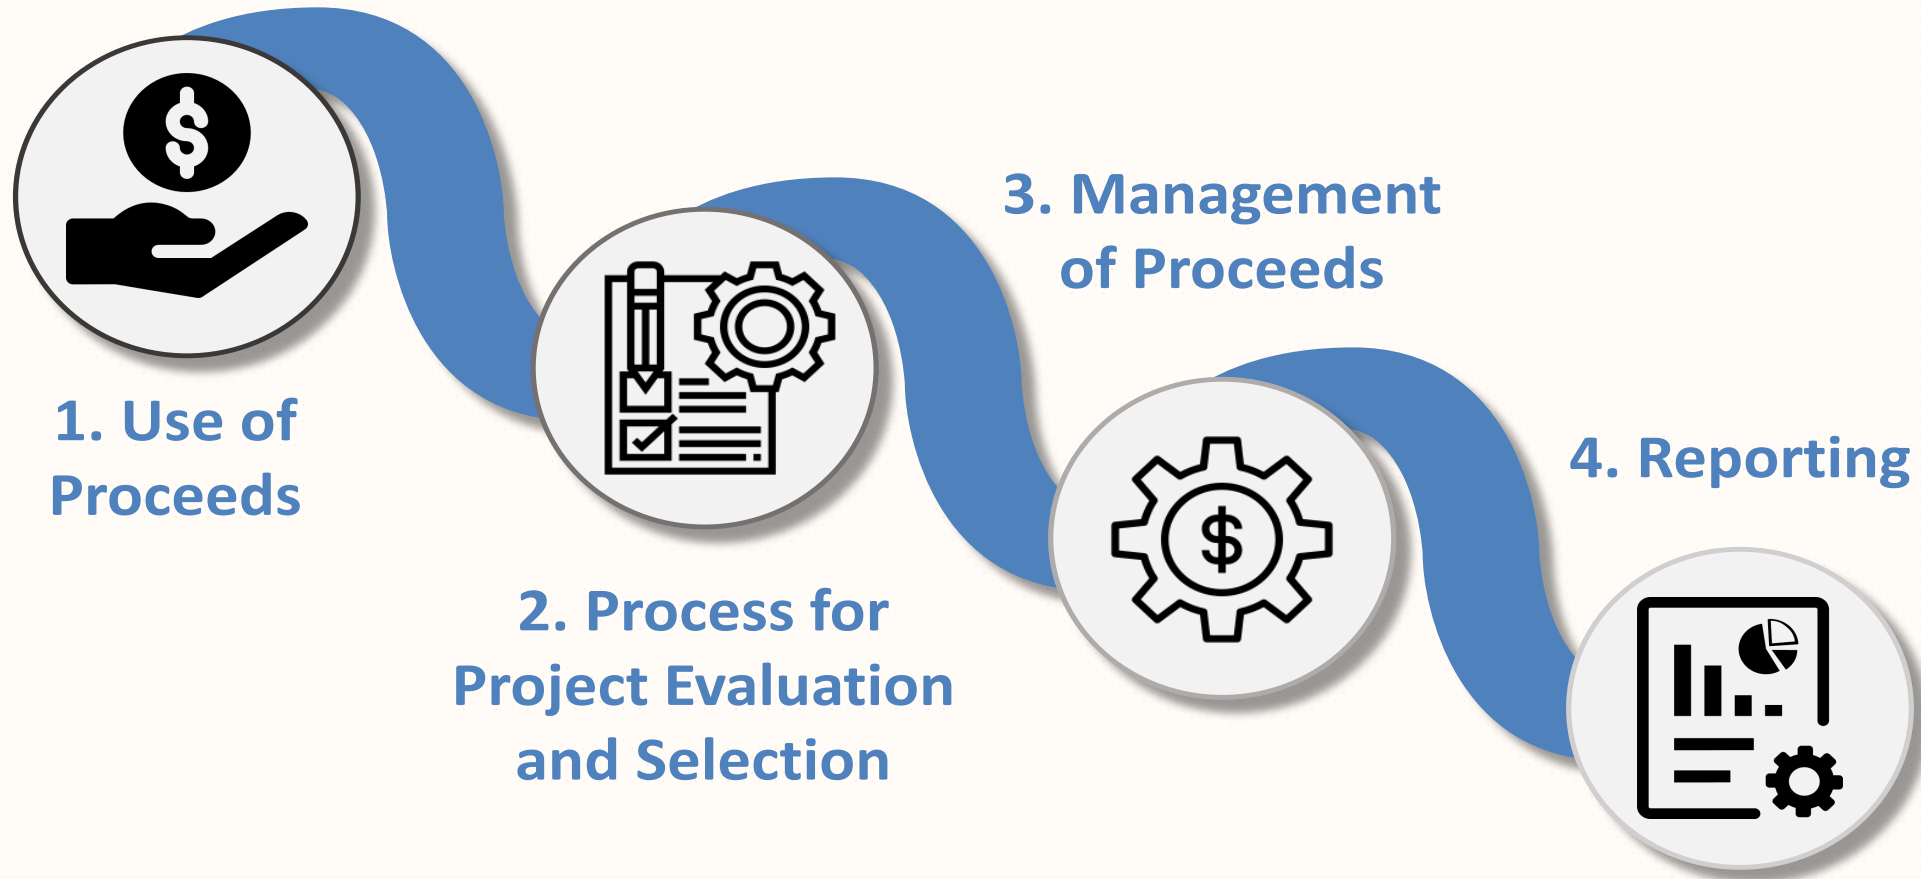 $
1. Use of
Proceeds
2. Process for
Project Evaluation
and Selection
3. Management
of Proceeds
$
4. Reporting